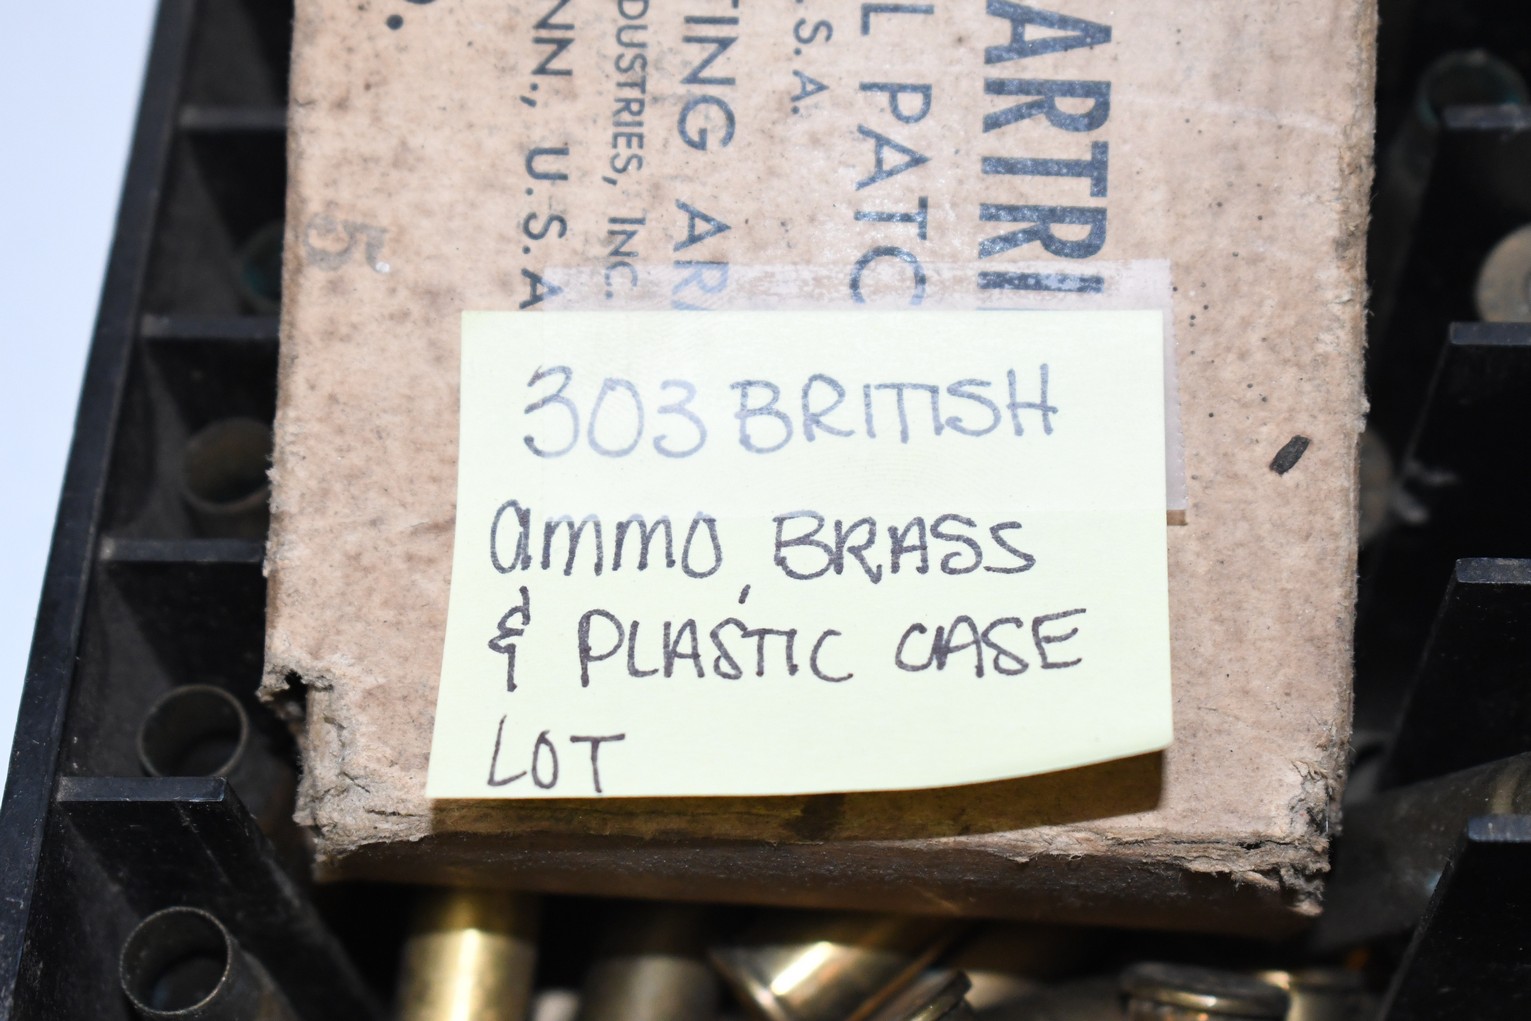 303 BRITISH
ammo, BRASS
& PLASTIC CASE
LOT
ARTRI
L PATC
. S. A.
TING AR
DUSTRIES, INC.
NN., U. S. A
5